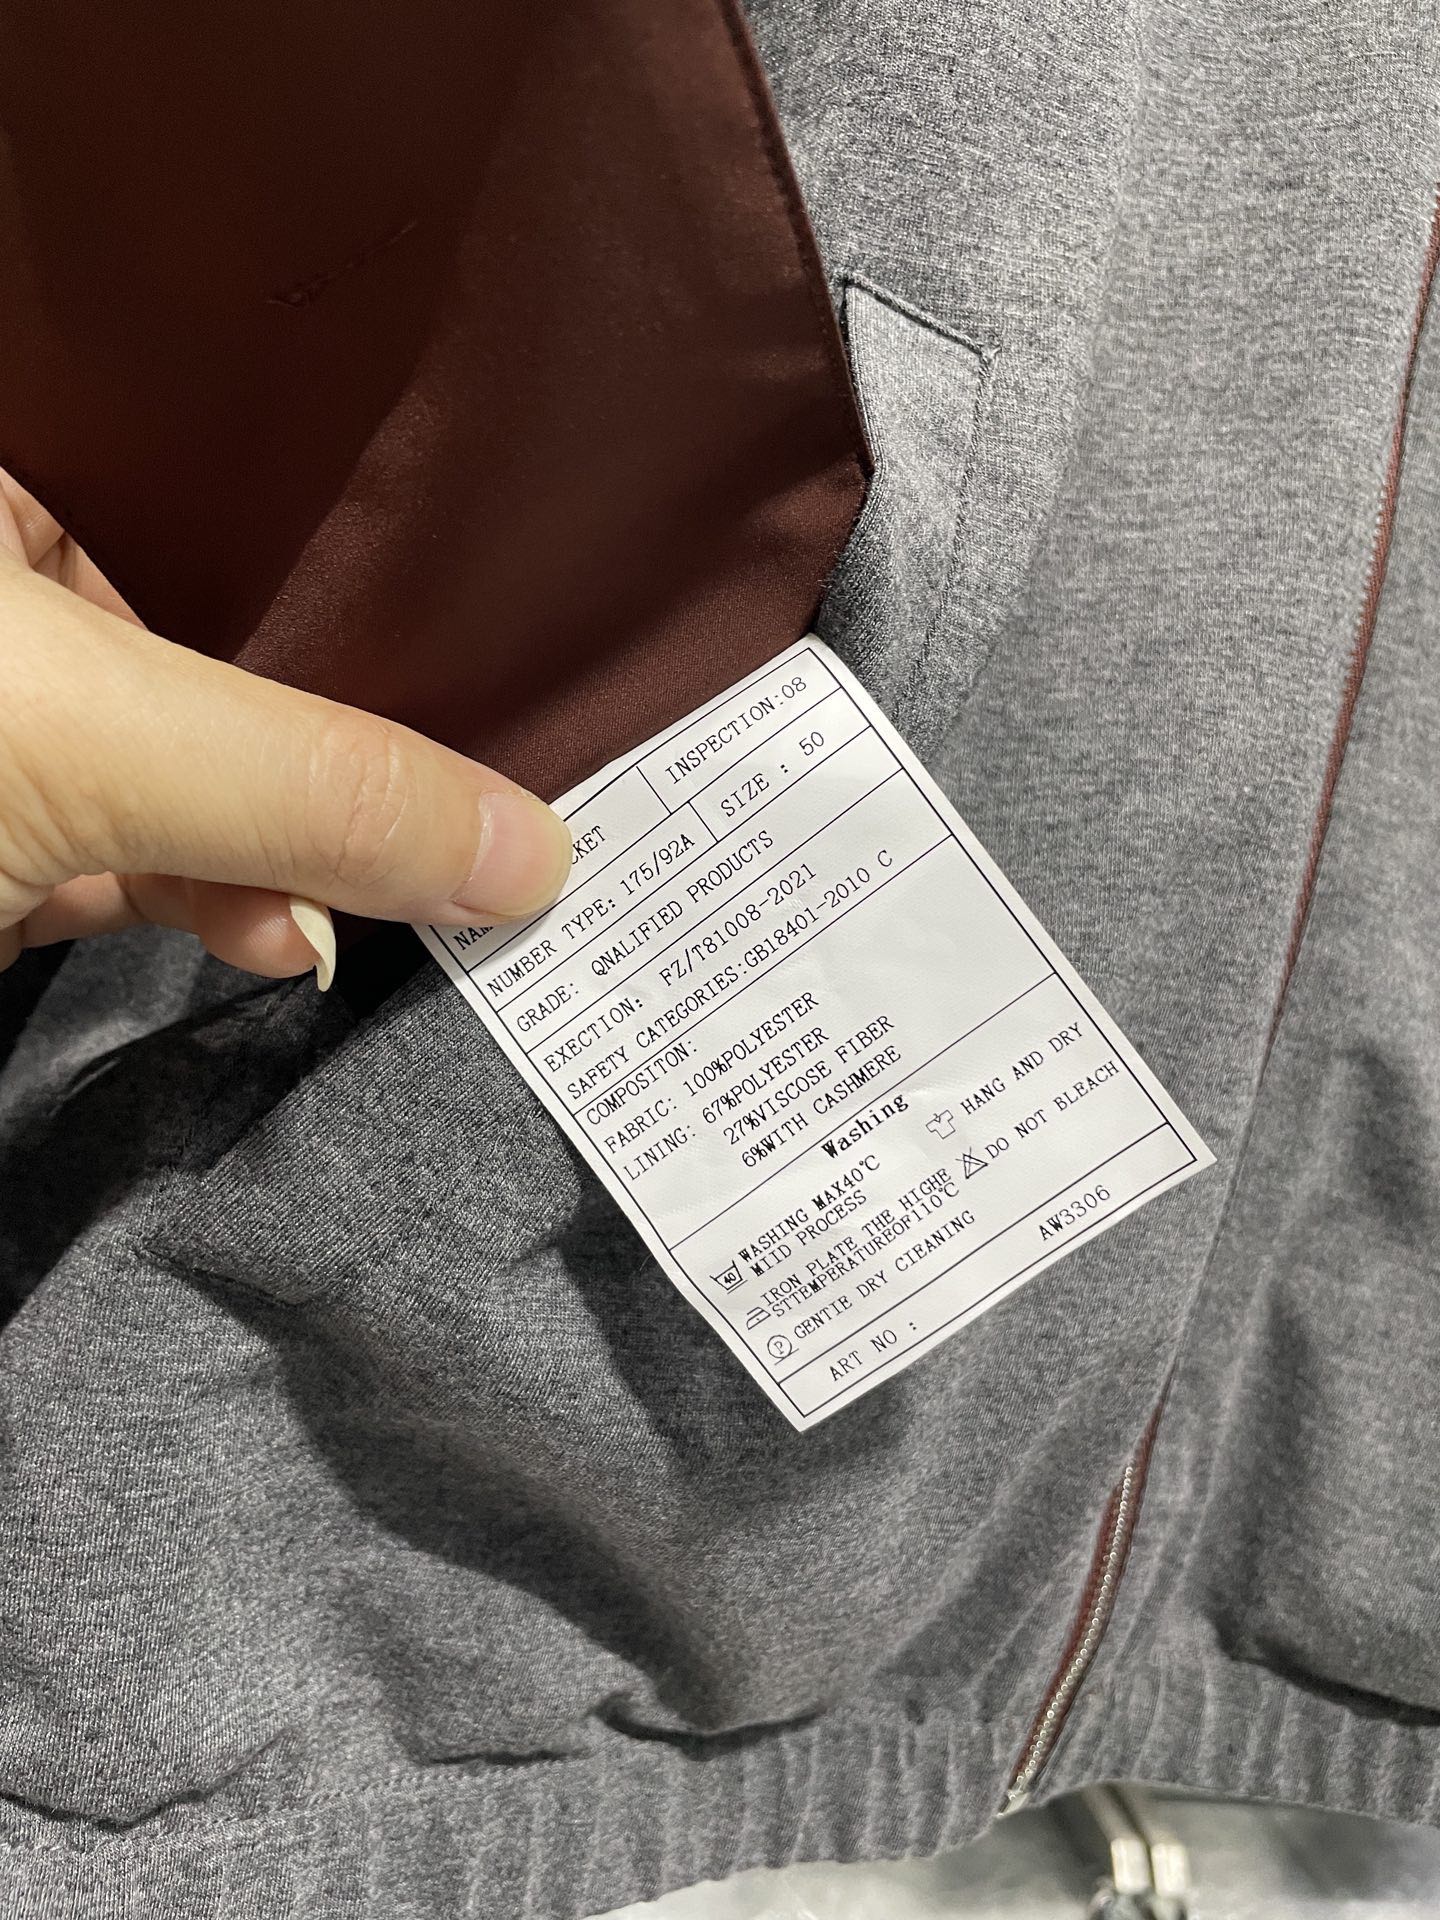 INSPECTION:08
NUMBER TYPE: 175/92A
SIZE : 50
GRADE: QNALIFIED PRODUCTS
EXECTION: FZ/T81008-2021
SAFETY CATEGORIES:GB18401-2010 C
COMPOSITON:
FABRIC: 100%POLYESTER
LINING: 67%POLYESTER
27%VISCOSE FIBER
6%WITH CASHMERE
Washing
40 WASHING MAX40℃
MIID PROCESS
HANG AND DRY
IRON PLATE THE HIGHE
STTEMPERATUREOF110℃
DO NOT BLEACH
P GENTIE DRY CIEANING
ART NO : AW3306